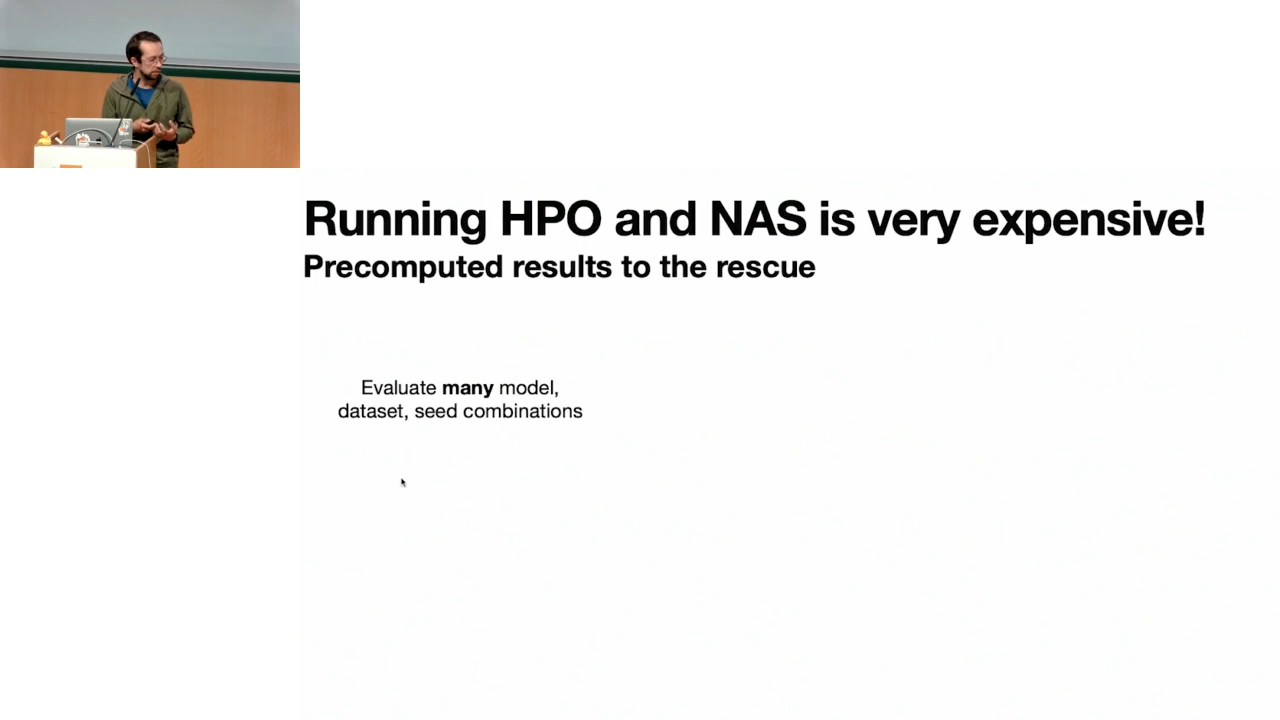 Running HPO and NAS is very expensive!
Precomputed results to the rescue
Evaluate many model,
dataset, seed combinations